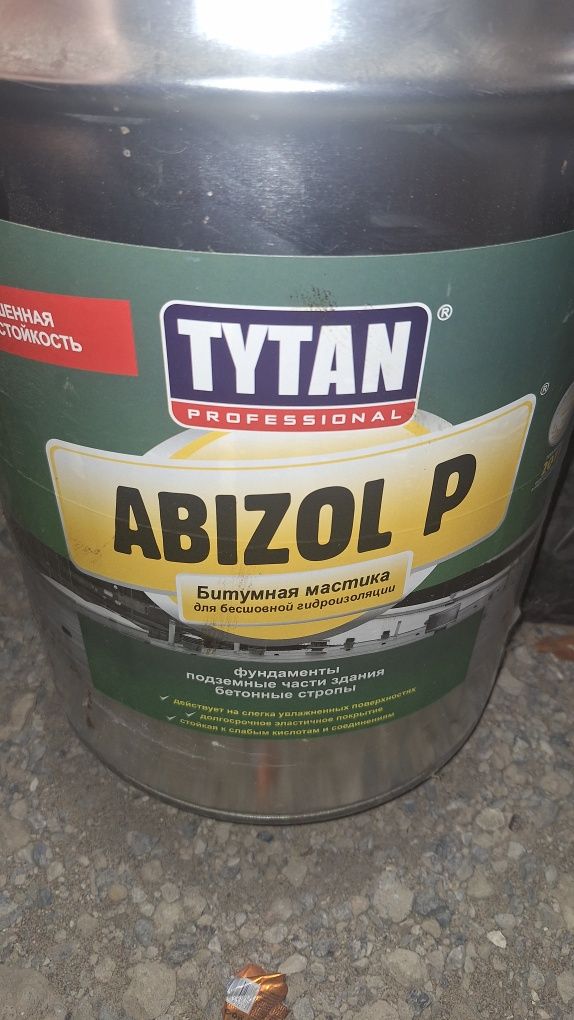 СТОЙКОСТЬ
TYTAN ®
PROFESSIONAL
®
ABIZOL P
Битумная мастика
для бесшовной гидроизоляции
фундаменты
подземные части здания
бетонные стропы
✓ действует на слегка увлажненных поверхностях
✓ долгосрочное эластичное покрытие
✓ стойкая к слабым кислотам и соединениям